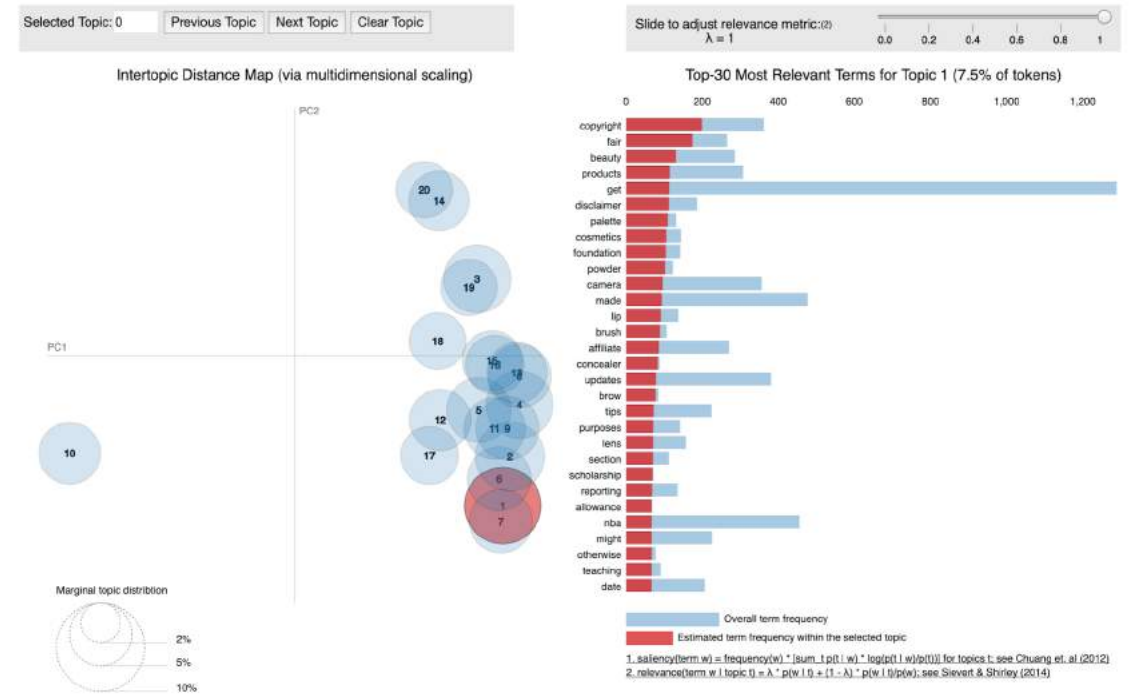 Selected Topic: 0 Previous Topic Next Topic Clear Topic
Slide to adjust relevance metric:(2)
λ = 1
0.0 0.2 0.4 0.6 0.8 1
Intertopic Distance Map (via multidimensional scaling)
PC2
PC1
20
14
3
19
18
15
4
5
12
11 9
10
17
2
6
1
7
Marginal topic distribtion
2%
5%
10%
Top-30 Most Relevant Terms for Topic 1 (7.5% of tokens)
0 200 400 600 800 1,000 1,200
copyright
fair
beauty
products
get
disclaimer
palette
cosmetics
foundation
powder
camera
made
lip
brush
affiliate
concealer
updates
brow
tips
purposes
lens
section
scholarship
reporting
allowance
nba
might
otherwise
teaching
date
Overall term frequency
Estimated term frequency within the selected topic
1. saliency(term w) = frequency(w) * [sum_t p(t | w) * log(p(t | w)/p(t))] for topics t; see Chuang et. al (2012)
2. relevance(term w | topic t) = λ * p(w | t) + (1 - λ) * p(w | t)/p(w); see Sievert & Shirley (2014)